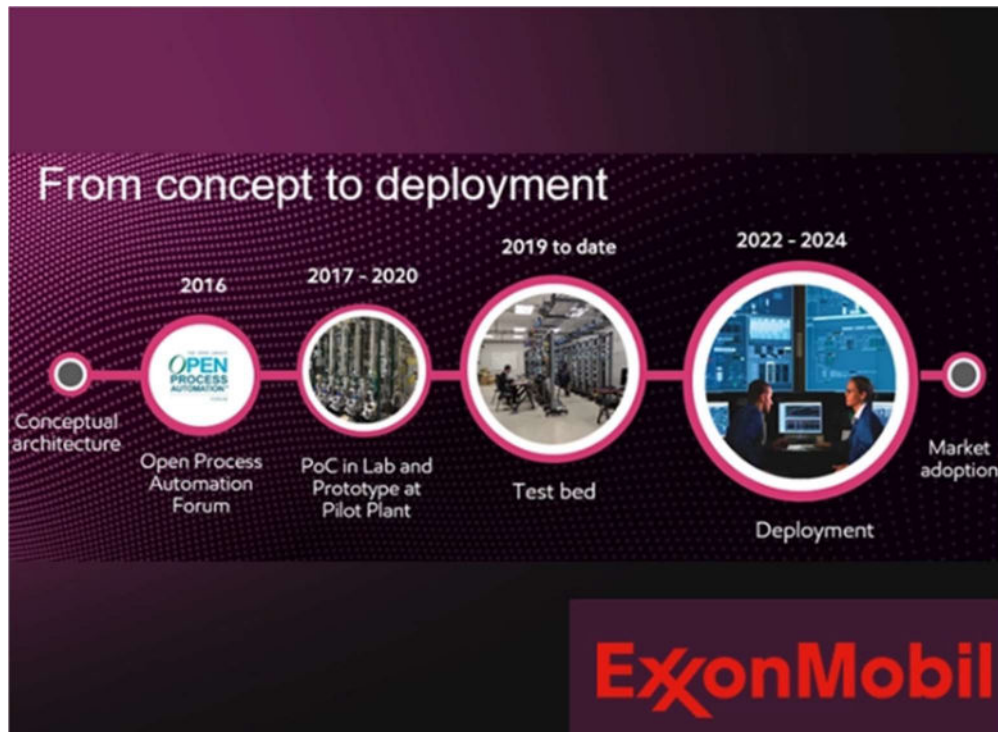 From concept to deployment
Conceptual
architecture
2016
OPEN
PROCESS
AUTOMATION
Open Process
Automation
Forum
2017 - 2020
PoC in Lab and
Prototype at
Pilot Plant
2019 to date
Test bed
2022 - 2024
Deployment
Market
adoption
ExxonMobil